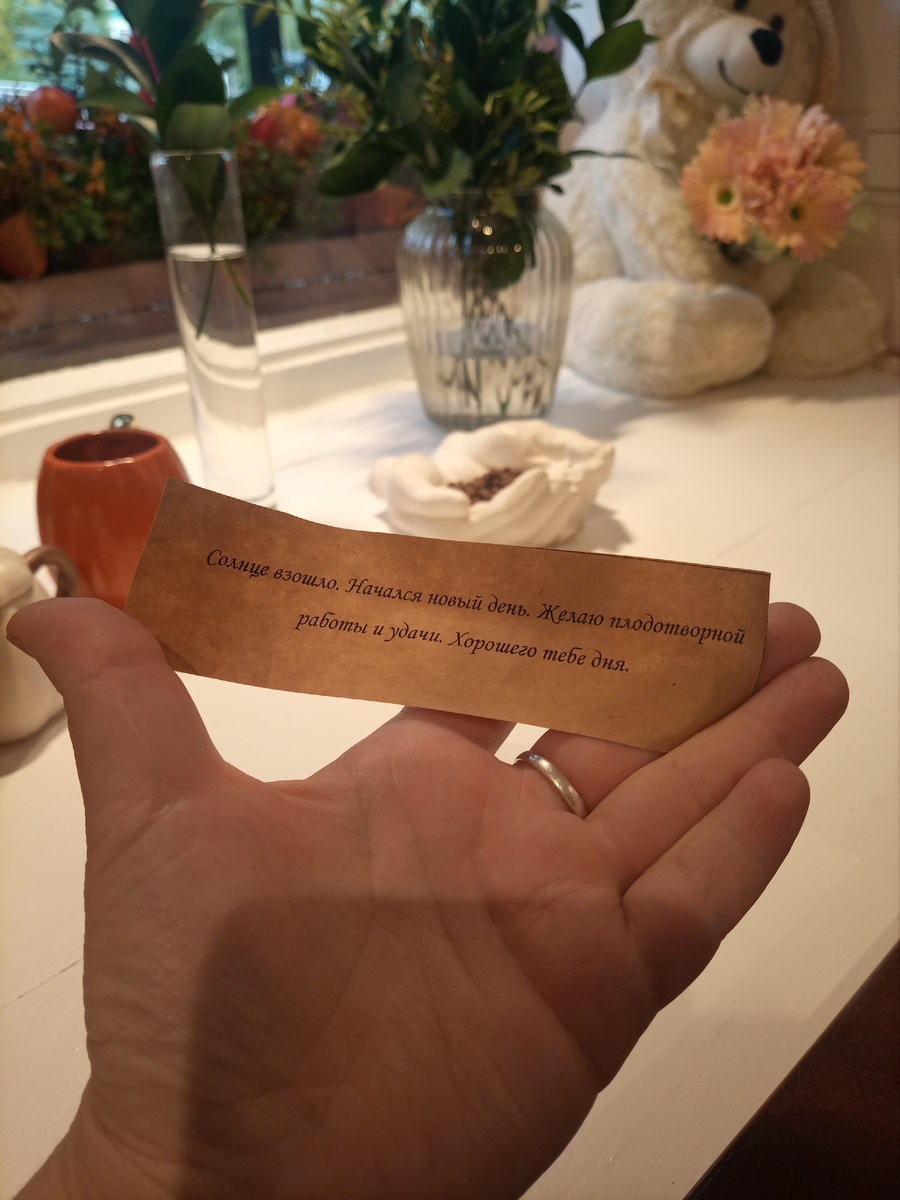 Солнце взошло. Начался новый день. Желаю плодотворной
работы и удачи. Хорошего тебе дня.